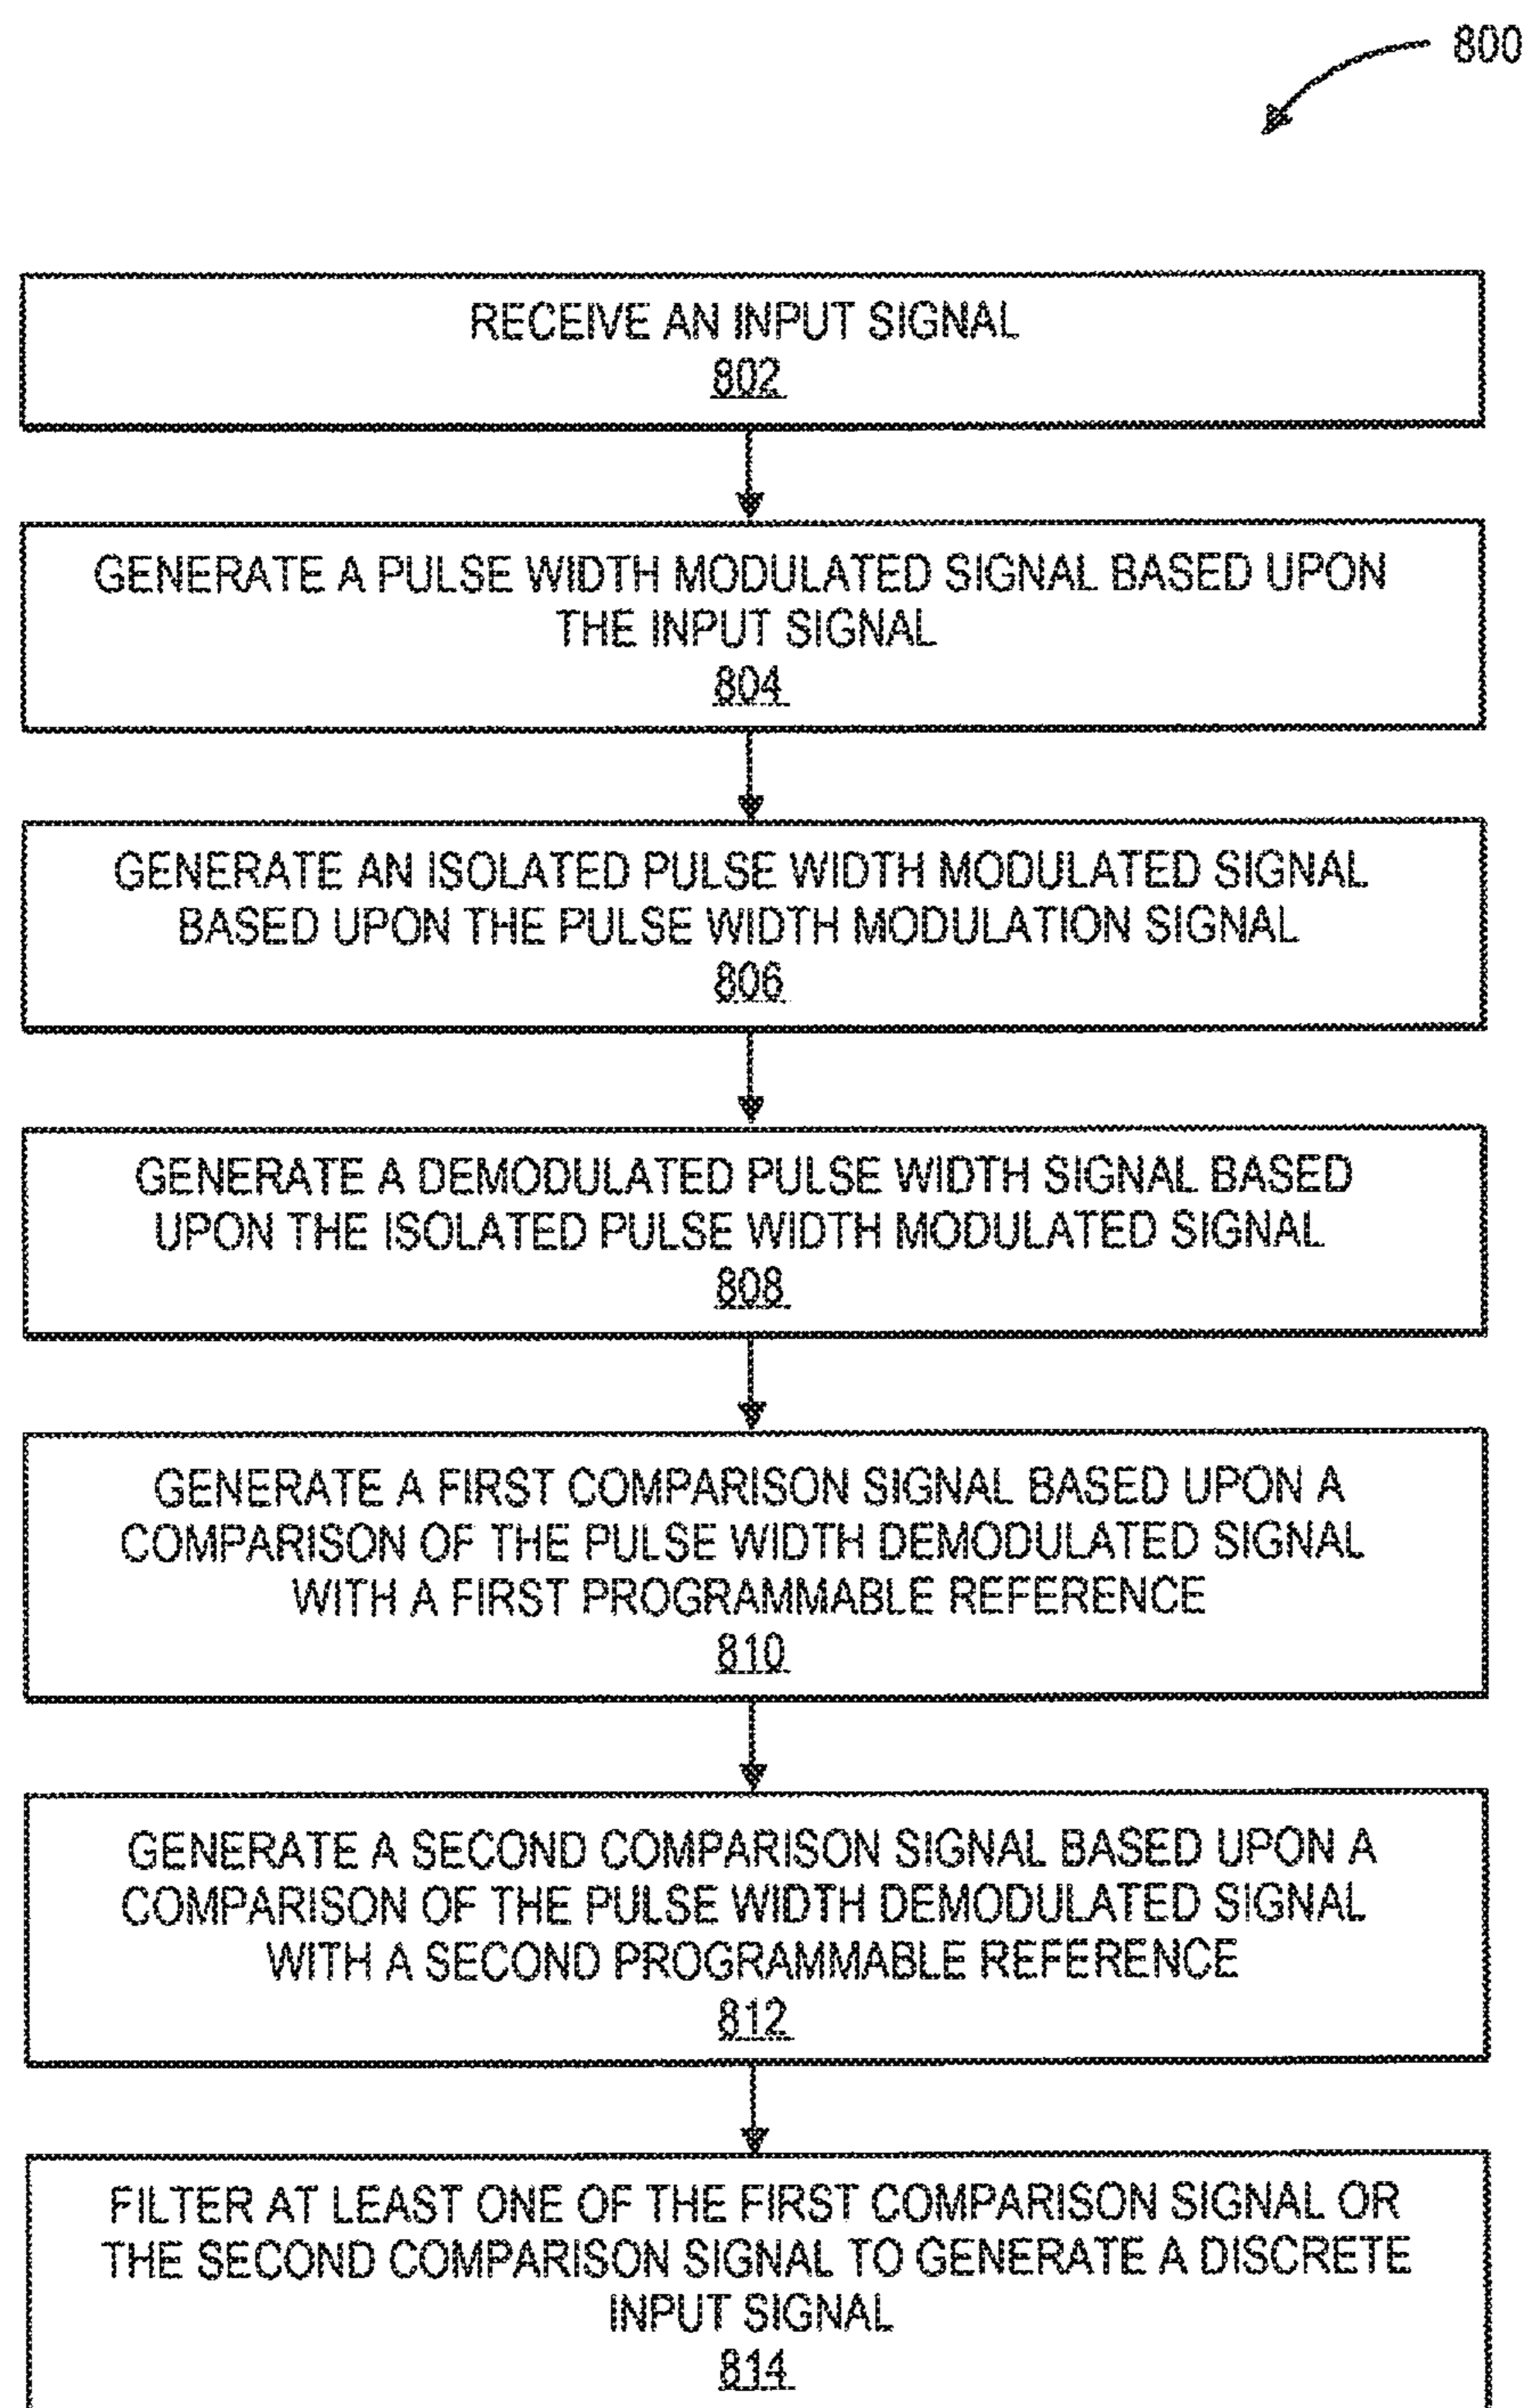 800
RECEIVE AN INPUT SIGNAL
802
GENERATE A PULSE WIDTH MODULATED SIGNAL BASED UPON
THE INPUT SIGNAL
804
GENERATE AN ISOLATED PULSE WIDTH MODULATED SIGNAL
BASED UPON THE PULSE WIDTH MODULATION SIGNAL
806
GENERATE A DEMODULATED PULSE WIDTH SIGNAL BASED
UPON THE ISOLATED PULSE WIDTH MODULATED SIGNAL
808
GENERATE A FIRST COMPARISON SIGNAL BASED UPON A
COMPARISON OF THE PULSE WIDTH DEMODULATED SIGNAL
WITH A FIRST PROGRAMMABLE REFERENCE
810
GENERATE A SECOND COMPARISON SIGNAL BASED UPON A
COMPARISON OF THE PULSE WIDTH DEMODULATED SIGNAL
WITH A SECOND PROGRAMMABLE REFERENCE
812
FILTER AT LEAST ONE OF THE FIRST COMPARISON SIGNAL OR
THE SECOND COMPARISON SIGNAL TO GENERATE A DISCRETE
INPUT SIGNAL
814